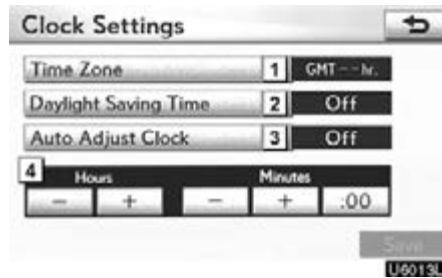 Clock Settings
Time Zone 1 GMT--hr.
Daylight Saving Time 2 Off
Auto Adjust Clock 3 Off
4 Hours Minutes
- + - + :00
Save
U6013L